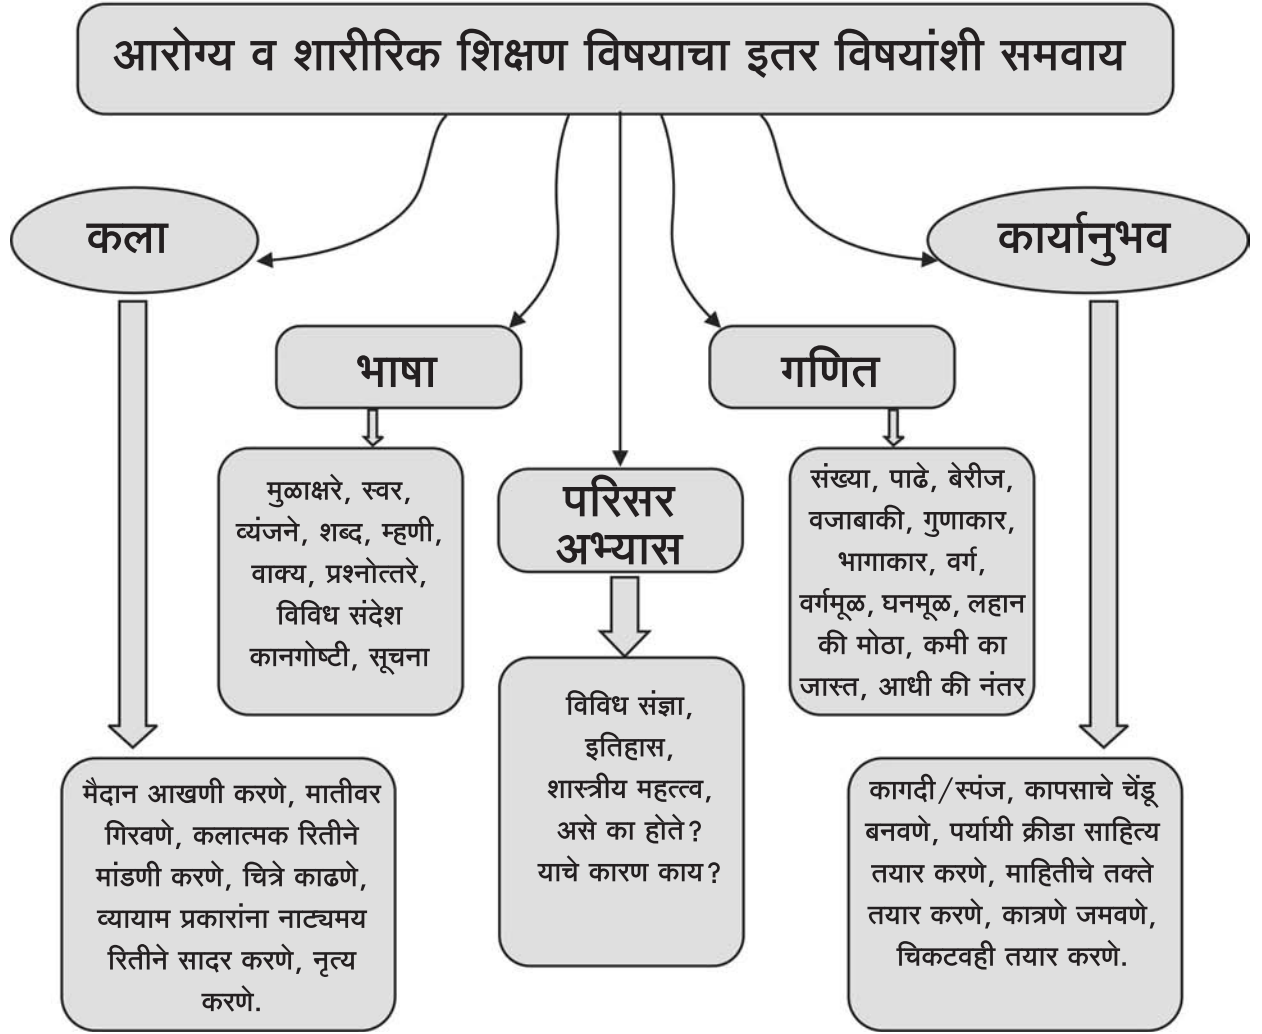 आरोग्य व शारीरिक शिक्षण विषयाचा इतर विषयांशी समवाय
कला
कार्यानुभव
भाषा
गणित
मुळाक्षरे, स्वर,
व्यंजने, शब्द, म्हणी,
वाक्य, प्रश्नोत्तरे,
विविध संदेश
कानगोष्टी, सूचना
परिसर
अभ्यास
संख्या, पाढे, बेरीज,
वजाबाकी, गुणाकार,
भागाकार, वर्ग,
वर्गमूळ, घनमूळ, लहान
की मोठा, कमी का
जास्त, आधी की नंतर
विविध संज्ञा,
इतिहास,
शास्त्रीय महत्त्व,
असे का होते?
याचे कारण काय?
मैदान आखणी करणे, मातीवर
गिरवणे, कलात्मक रितीने
मांडणी करणे, चित्रे काढणे,
व्यायाम प्रकारांना नाट्यमय
रितीने सादर करणे, नृत्य
करणे.
कागदी/स्पंज, कापसाचे चेंडू
बनवणे, पर्यायी क्रीडा साहित्य
तयार करणे, माहितीचे तक्ते
तयार करणे, कात्रणे जमवणे,
चिकटवही तयार करणे.